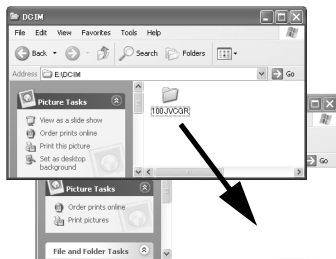 DCIM
File Edit View Favorites Tools Help
Back Search Folders
Address E:\DCIM Go
Picture Tasks
View as a slide show
Order prints online
Print this picture
Set as desktop
background
100JVCGR
Go
Picture Tasks
Order prints online
Print pictures
File and Folder Tasks